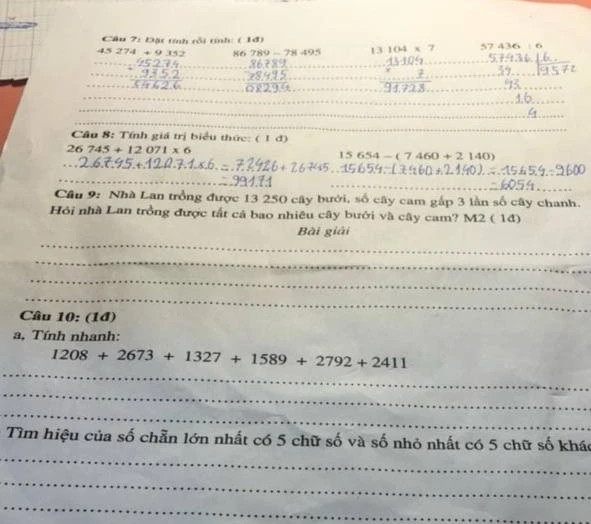 Câu 7: Đặt tính rồi tính: ( 1đ)
45 274 + 9 352 86 789 - 78 495 13 104 x 7 57 436 : 6
45274 86789 13104 57436 6
+ 9352 - 78495 x 7 34 9572
54626 08294 91728 43
16
4
Câu 8: Tính giá trị biểu thức: ( 1 đ)
26 745 + 12 071 x 6 15 654 - ( 7 460 + 2 140)
26745 + 12071 x 6 = 72426 + 26745 15654 - (7460 + 2140) = 15654 - 9600
= 99171 = 6054
Câu 9: Nhà Lan trồng được 13 250 cây bưởi, số cây cam gấp 3 lần số cây chanh.
Hỏi nhà Lan trồng được tất cả bao nhiêu cây bưởi và cây cam? M2 ( 1đ)
Bài giải
Câu 10: (1đ)
a, Tính nhanh:
1208 + 2673 + 1327 + 1589 + 2792 + 2411
Tìm hiệu của số chẵn lớn nhất có 5 chữ số và số nhỏ nhất có 5 chữ số